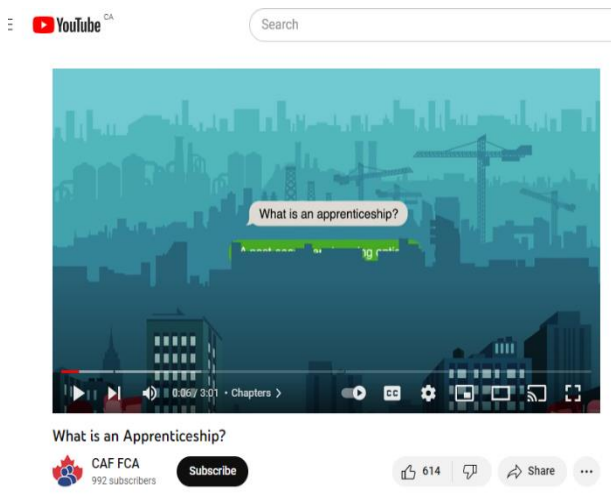 YouTube CA
Search
What is an apprenticeship?
0:06 / 3:01 • Chapters >
CC
What is an Apprenticeship?
CAF FCA
992 subscribers
Subscribe
614
Share